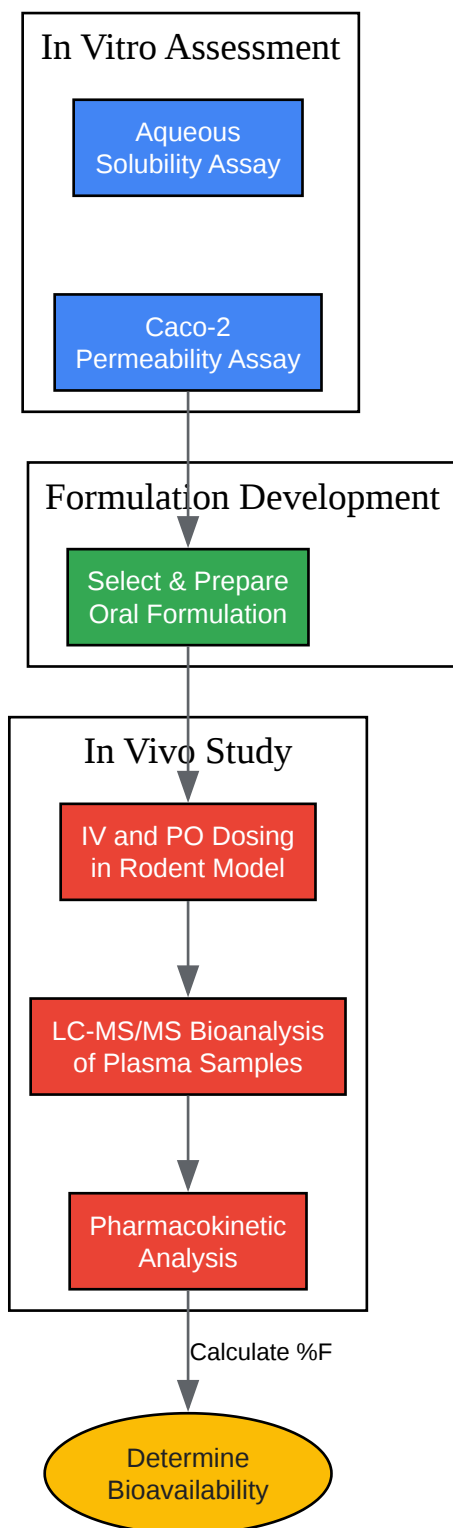 In Vitro Assessment
Aqueous
Solubility Assay
Caco-2
Permeability Assay
Formulation Development
Select & Prepare
Oral Formulation
In Vivo Study
IV and PO Dosing
in Rodent Model
LC-MS/MS Bioanalysis
of Plasma Samples
Pharmacokinetic
Analysis
Calculate %F
Determine
Bioavailability